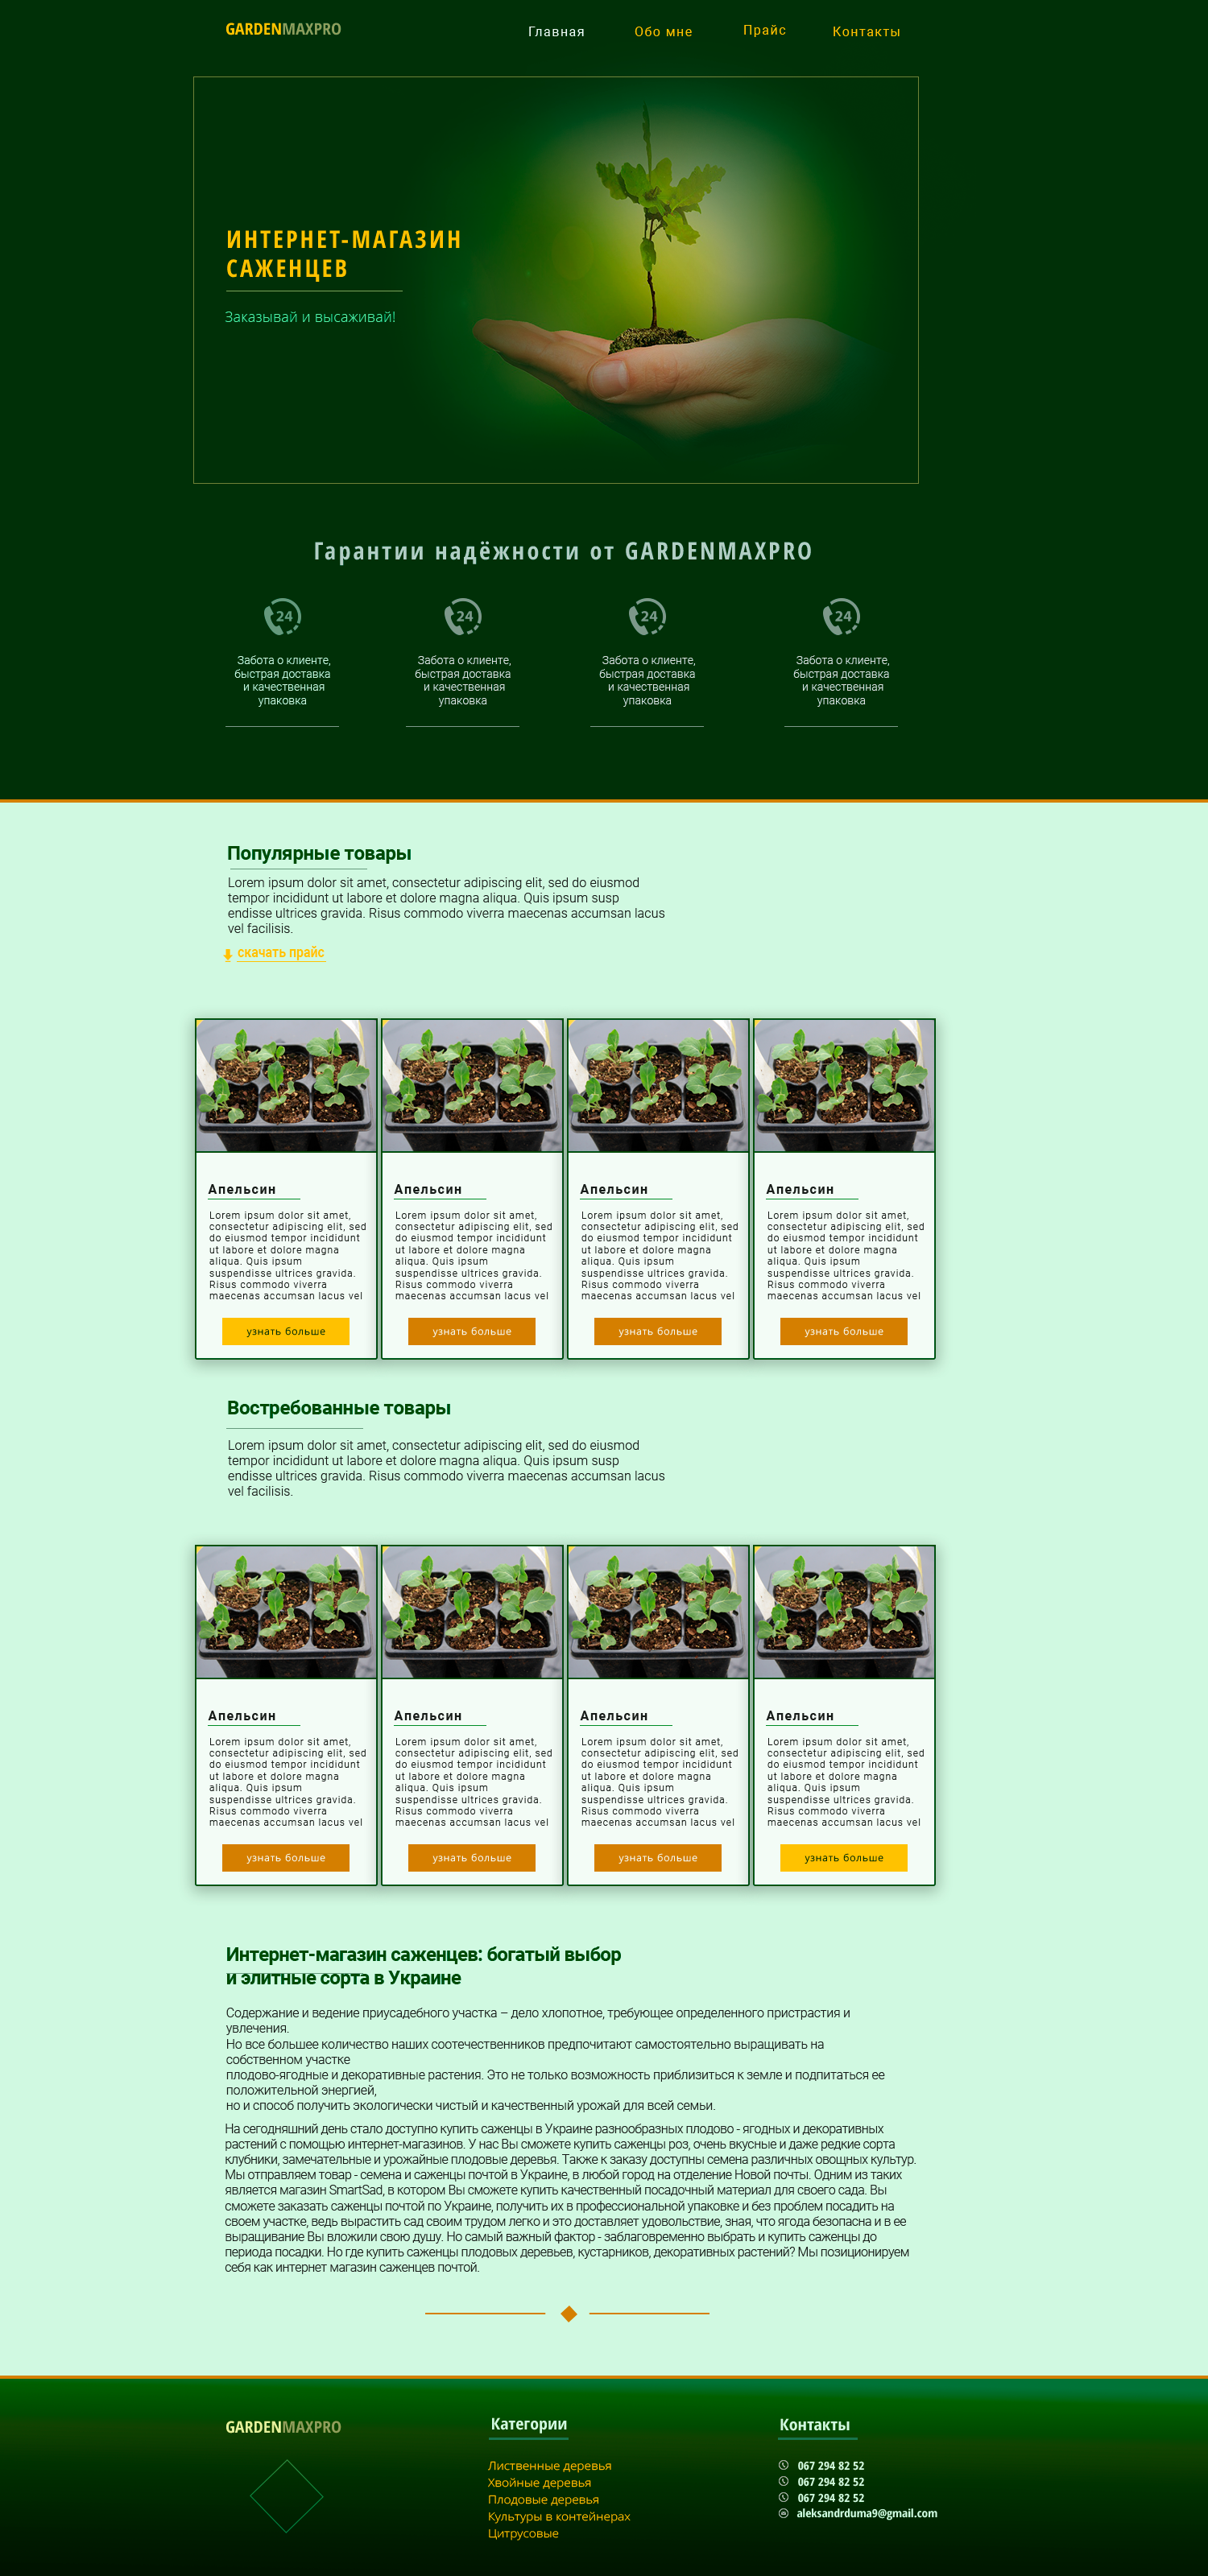 GARDENMAXPRO
Главная Обо мне Прайс Контакты
ИНТЕРНЕТ-МАГАЗИН
САЖЕНЦЕВ
Заказывай и высаживай!
Гарантии надёжности от GARDENMAXPRO
24 24 24 24
Забота о клиенте,
быстрая доставка
и качественная
упаковка
Забота о клиенте,
быстрая доставка
и качественная
упаковка
Забота о клиенте,
быстрая доставка
и качественная
упаковка
Забота о клиенте,
быстрая доставка
и качественная
упаковка
Популярные товары
Lorem ipsum dolor sit amet, consectetur adipiscing elit, sed do eiusmod
tempor incididunt ut labore et dolore magna aliqua. Quis ipsum susp
endisse ultrices gravida. Risus commodo viverra maecenas accumsan lacus
vel facilisis.
скачать прайс
Апельсин
Lorem ipsum dolor sit amet,
consectetur adipiscing elit, sed
do eiusmod tempor incididunt
ut labore et dolore magna
aliqua. Quis ipsum
suspendisse ultrices gravida.
Risus commodo viverra
maecenas accumsan lacus vel
узнать больше
Апельсин
Lorem ipsum dolor sit amet,
consectetur adipiscing elit, sed
do eiusmod tempor incididunt
ut labore et dolore magna
aliqua. Quis ipsum
suspendisse ultrices gravida.
Risus commodo viverra
maecenas accumsan lacus vel
узнать больше
Апельсин
Lorem ipsum dolor sit amet,
consectetur adipiscing elit, sed
do eiusmod tempor incididunt
ut labore et dolore magna
aliqua. Quis ipsum
suspendisse ultrices gravida.
Risus commodo viverra
maecenas accumsan lacus vel
узнать больше
Апельсин
Lorem ipsum dolor sit amet,
consectetur adipiscing elit, sed
do eiusmod tempor incididunt
ut labore et dolore magna
aliqua. Quis ipsum
suspendisse ultrices gravida.
Risus commodo viverra
maecenas accumsan lacus vel
узнать больше
Востребованные товары
Lorem ipsum dolor sit amet, consectetur adipiscing elit, sed do eiusmod
tempor incididunt ut labore et dolore magna aliqua. Quis ipsum susp
endisse ultrices gravida. Risus commodo viverra maecenas accumsan lacus
vel facilisis.
Апельсин
Lorem ipsum dolor sit amet,
consectetur adipiscing elit, sed
do eiusmod tempor incididunt
ut labore et dolore magna
aliqua. Quis ipsum
suspendisse ultrices gravida.
Risus commodo viverra
maecenas accumsan lacus vel
узнать больше
Апельсин
Lorem ipsum dolor sit amet,
consectetur adipiscing elit, sed
do eiusmod tempor incididunt
ut labore et dolore magna
aliqua. Quis ipsum
suspendisse ultrices gravida.
Risus commodo viverra
maecenas accumsan lacus vel
узнать больше
Апельсин
Lorem ipsum dolor sit amet,
consectetur adipiscing elit, sed
do eiusmod tempor incididunt
ut labore et dolore magna
aliqua. Quis ipsum
suspendisse ultrices gravida.
Risus commodo viverra
maecenas accumsan lacus vel
узнать больше
Апельсин
Lorem ipsum dolor sit amet,
consectetur adipiscing elit, sed
do eiusmod tempor incididunt
ut labore et dolore magna
aliqua. Quis ipsum
suspendisse ultrices gravida.
Risus commodo viverra
maecenas accumsan lacus vel
узнать больше
Интернет-магазин саженцев: богатый выбор
и элитные сорта в Украине
Содержание и ведение приусадебного участка – дело хлопотное, требующее определенного пристрастия и
увлечения.
Но все большее количество наших соотечественников предпочитают самостоятельно выращивать на
собственном участке
плодово-ягодные и декоративные растения. Это не только возможность приблизиться к земле и подпитаться ее
положительной энергией,
но и способ получить экологически чистый и качественный урожай для всей семьи.
На сегодняшний день стало доступно купить саженцы в Украине разнообразных плодово - ягодных и декоративных
растений с помощью интернет-магазинов. У нас Вы сможете купить саженцы роз, очень вкусные и даже редкие сорта
клубники, замечательные и урожайные плодовые деревья. Также к заказу доступны семена различных овощных культур.
Мы отправляем товар - семена и саженцы почтой в Украине, в любой город на отделение Новой почты. Одним из таких
является магазин SmartSad, в котором Вы сможете купить качественный посадочный материал для своего сада. Вы
сможете заказать саженцы почтой по Украине, получить их в профессиональной упаковке и без проблем посадить на
своем участке, ведь вырастить сад своим трудом легко и это доставляет удовольствие, зная, что ягода безопасна и в ее
выращивание Вы вложили свою душу. Но самый важный фактор - заблаговременно выбрать и купить саженцы до
периода посадки. Но где купить саженцы плодовых деревьев, кустарников, декоративных растений? Мы позиционируем
себя как интернет магазин саженцев почтой.
GARDENMAXPRO
Категории
Лиственные деревья
Хвойные деревья
Плодовые деревья
Культуры в контейнерах
Цитрусовые
Контакты
067 294 82 52
067 294 82 52
067 294 82 52
aleksandrduma9@gmail.com